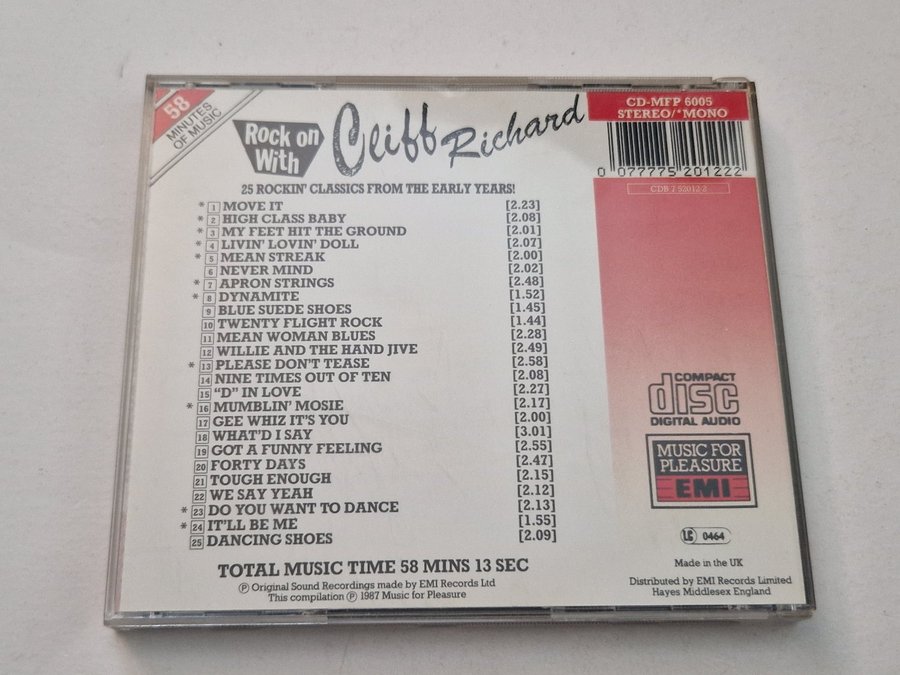 58
MINUTES
OF MUSIC
Rock on
With
Cliff Richard
CD-MFP 6005
STEREO/*MONO
0 077775 201222
CDB 7 52012 2
25 ROCKIN' CLASSICS FROM THE EARLY YEARS!
* 1 MOVE IT [2.23]
* 2 HIGH CLASS BABY [2.08]
* 3 MY FEET HIT THE GROUND [2.01]
* 4 LIVIN' LOVIN' DOLL [2.07]
* 5 MEAN STREAK [2.00]
6 NEVER MIND [2.02]
* 7 APRON STRINGS [2.48]
* 8 DYNAMITE [1.52]
9 BLUE SUEDE SHOES [1.45]
10 TWENTY FLIGHT ROCK [1.44]
11 MEAN WOMAN BLUES [2.28]
12 WILLIE AND THE HAND JIVE [2.49]
* 13 PLEASE DON'T TEASE [2.58]
14 NINE TIMES OUT OF TEN [2.08]
15 "D" IN LOVE [2.27]
* 16 MUMBLIN' MOSIE [2.17]
17 GEE WHIZ IT'S YOU [2.00]
18 WHAT'D I SAY [3.01]
19 GOT A FUNNY FEELING [2.55]
20 FORTY DAYS [2.47]
21 TOUGH ENOUGH [2.15]
22 WE SAY YEAH [2.12]
* 23 DO YOU WANT TO DANCE [2.13]
* 24 IT'LL BE ME [1.55]
25 DANCING SHOES [2.09]
TOTAL MUSIC TIME 58 MINS 13 SEC
Ⓟ Original Sound Recordings made by EMI Records Ltd
This compilation Ⓟ 1987 Music for Pleasure
COMPACT
disc
DIGITAL AUDIO
MUSIC FOR
PLEASURE
EMI
LC 0464
Made in the UK
Distributed by EMI Records Limited
Hayes Middlesex England